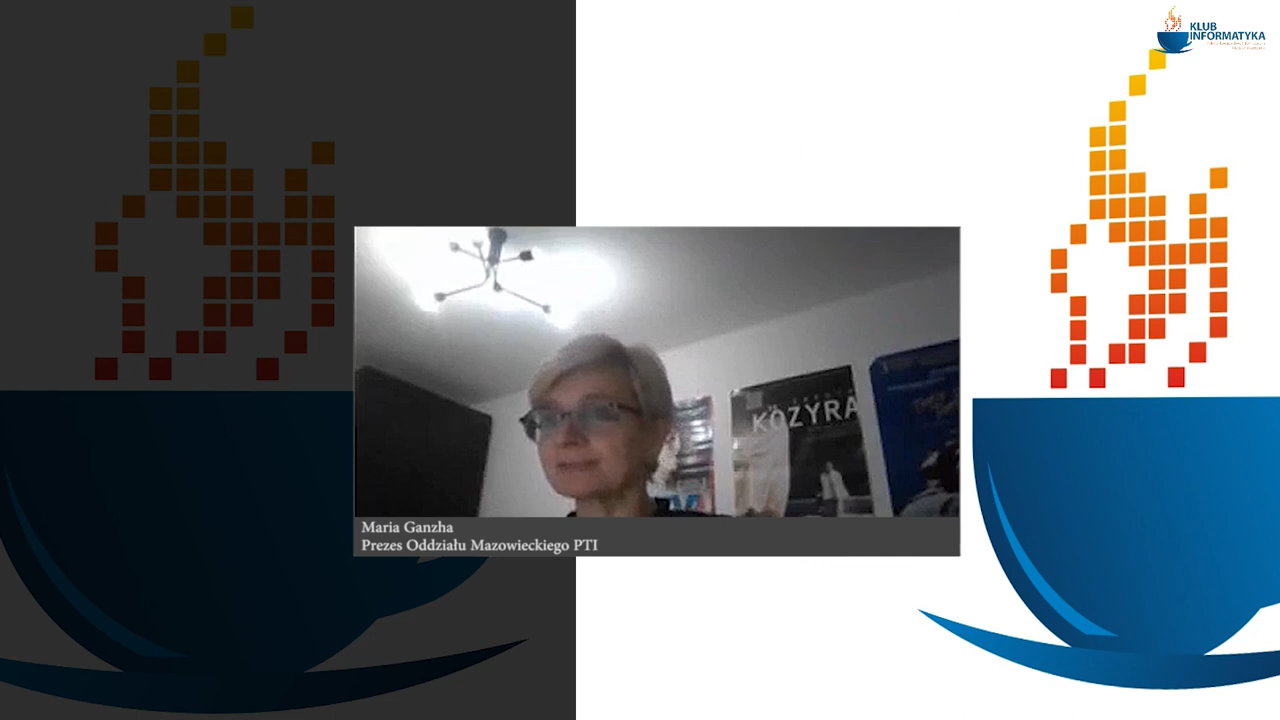 KLUB
INFORMATYKA
KOZYRA
Maria Ganzha
Prezes Oddziału Mazowieckiego PTI